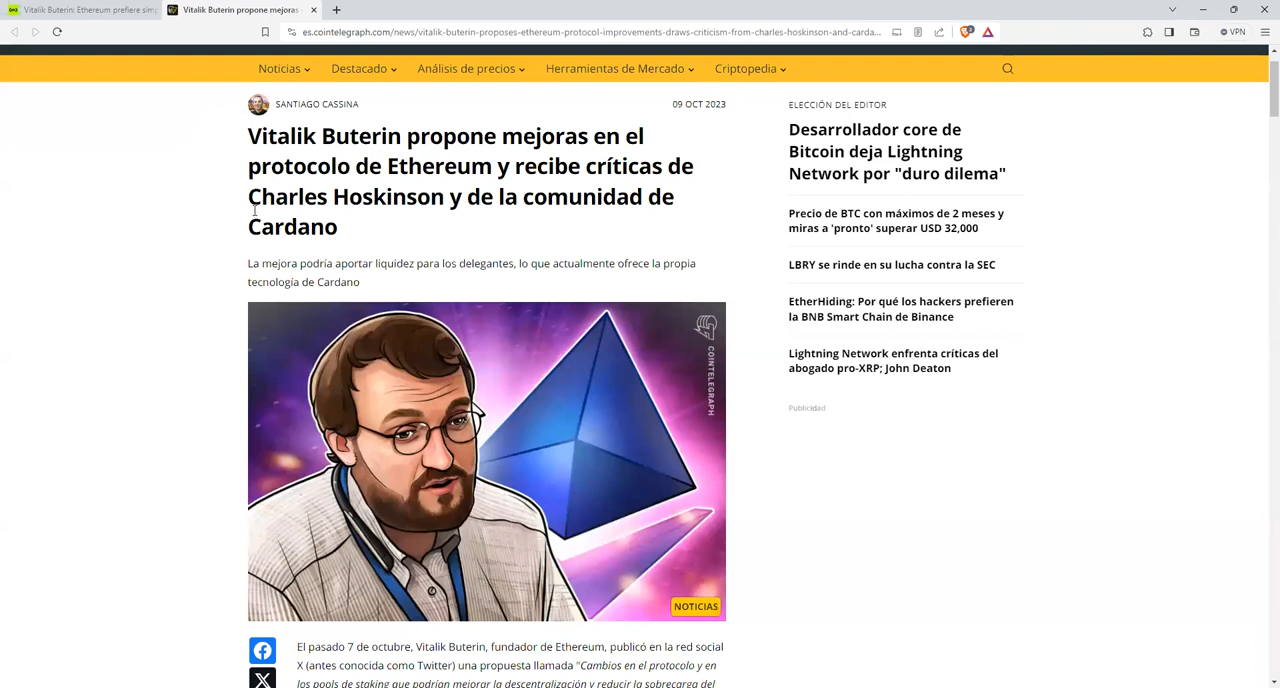 Vitalik Buterin: Ethereum prefiere sim
Vitalik Buterin propone mejoras
es.cointelegraph.com/news/vitalik-buterin-proposes-ethereum-protocol-improvements-draws-criticism-from-charles-hoskinson-and-carda...
VPN
Noticias
Destacado
Análisis de precios
Herramientas de Mercado
Criptopedia
SANTIAGO CASSINA
09 OCT 2023
Vitalik Buterin propone mejoras en el
protocolo de Ethereum y recibe críticas de
Charles Hoskinson y de la comunidad de
Cardano
La mejora podría aportar liquidez para los delegantes, lo que actualmente ofrece la propia
tecnología de Cardano
COINTELEGRAPH
NOTICIAS
El pasado 7 de octubre, Vitalik Buterin, fundador de Ethereum, publicó en la red social
X (antes conocida como Twitter) una propuesta llamada "Cambios en el protocolo y en
los pools de staking que podrían mejorar la descentralización y reducir la sobrecarga del
ELECCIÓN DEL EDITOR
Desarrollador core de
Bitcoin deja Lightning
Network por "duro dilema"
Precio de BTC con máximos de 2 meses y
miras a 'pronto' superar USD 32,000
LBRY se rinde en su lucha contra la SEC
EtherHiding: Por qué los hackers prefieren
la BNB Smart Chain de Binance
Lightning Network enfrenta críticas del
abogado pro-XRP; John Deaton
Publicidad